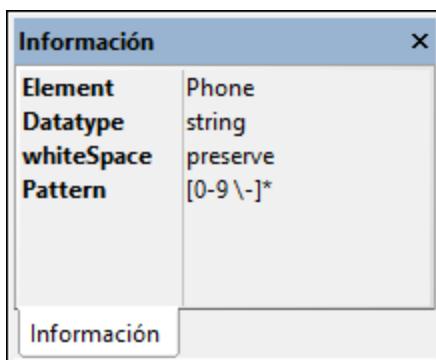 Información
Element Phone
Datatype string
whiteSpace preserve
Pattern [0-9 \-]*
Información